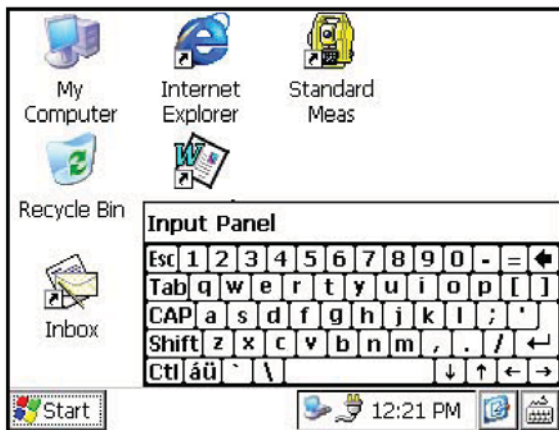 My
Computer
Internet
Explorer
Standard
Meas
Recycle Bin
Inbox
Input Panel
Esc 1 2 3 4 5 6 7 8 9 0 - = 🡄
Tab q w e r t y u i o p [ ]
CAP a s d f g h j k l ; '
Shift z x c v b n m , . / ↵
Ctl áü ` \ ↓ ↑ ← →
Start
12:21 PM